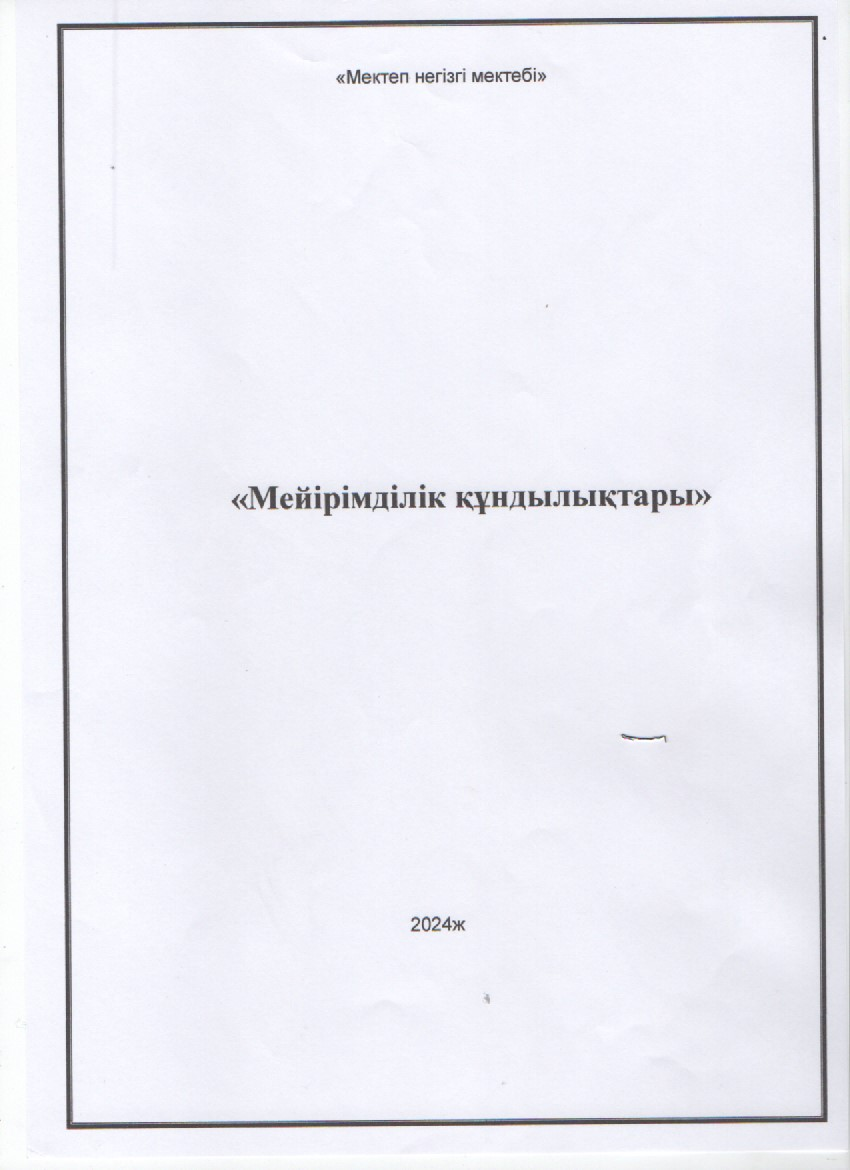 «Мектеп негізгі мектебі»
«Мейірімділік құндылықтары»
2024ж